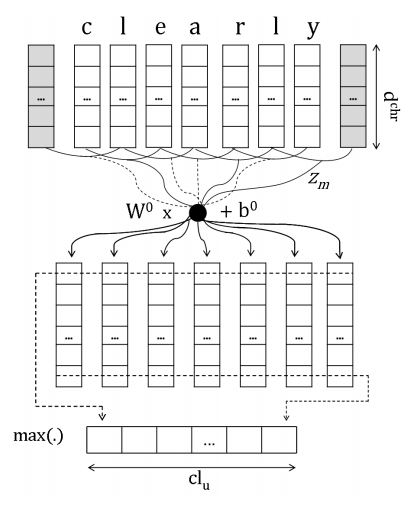 c l e a r l y
... ... ... ... ... ... ... ... ...
d^chr
z_m
W^0 x + b^0
... ... ... ... ... ... ...
max(.)
...
cl_u